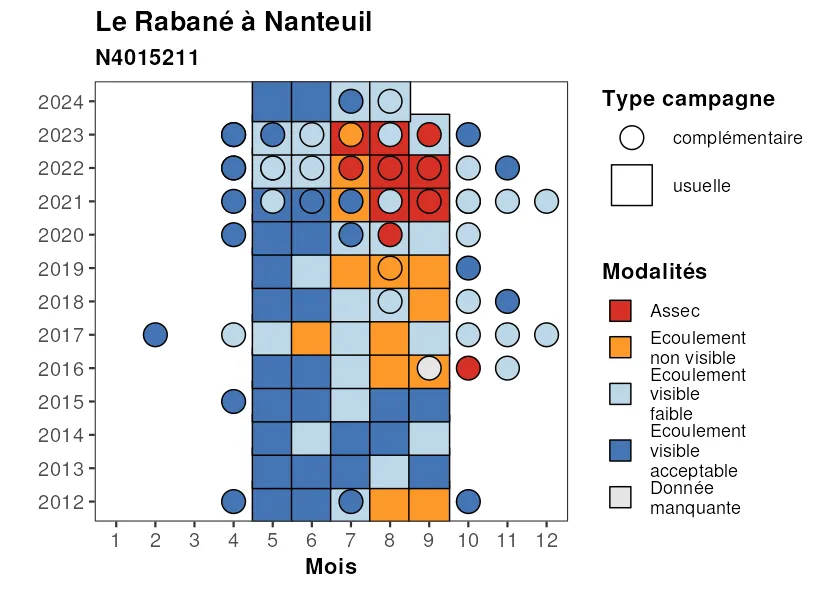 Le Rabané à Nanteuil
N4015211
2024
2023
2022
2021
2020
2019
2018
2017
2016
2015
2014
2013
2012
1 2 3 4 5 6 7 8 9 10 11 12
Mois
Type campagne
complémentaire
usuelle
Modalités
Assec
Ecoulement
non visible
Ecoulement
visible
faible
Ecoulement
visible
acceptable
Donnée
manquante